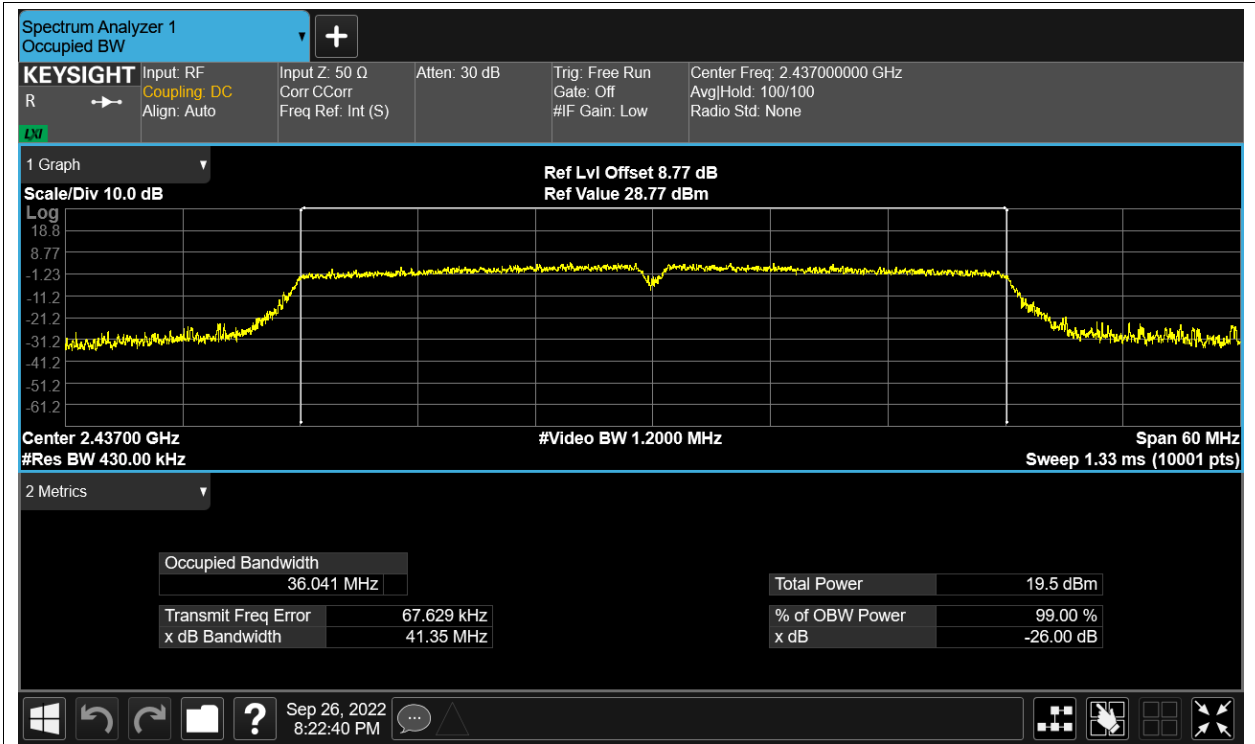 Spectrum Analyzer 1
Occupied BW
KEYSIGHT
R
LXI
Input: RF
Coupling: DC
Align: Auto
Input Z: 50 Ω
Corr CCorr
Freq Ref: Int (S)
Atten: 30 dB
Trig: Free Run
Gate: Off
#IF Gain: Low
Center Freq: 2.437000000 GHz
Avg|Hold: 100/100
Radio Std: None
1 Graph
Scale/Div 10.0 dB
Ref Lvl Offset 8.77 dB
Ref Value 28.77 dBm
Log
18.8
8.77
-1.23
-11.2
-21.2
-31.2
-41.2
-51.2
-61.2
Center 2.43700 GHz
#Video BW 1.2000 MHz
Span 60 MHz
#Res BW 430.00 kHz
Sweep 1.33 ms (10001 pts)
2 Metrics
Occupied Bandwidth
36.041 MHz
Transmit Freq Error 67.629 kHz
x dB Bandwidth 41.35 MHz
Total Power 19.5 dBm
% of OBW Power 99.00 %
x dB -26.00 dB
?
Sep 26, 2022
8:22:40 PM